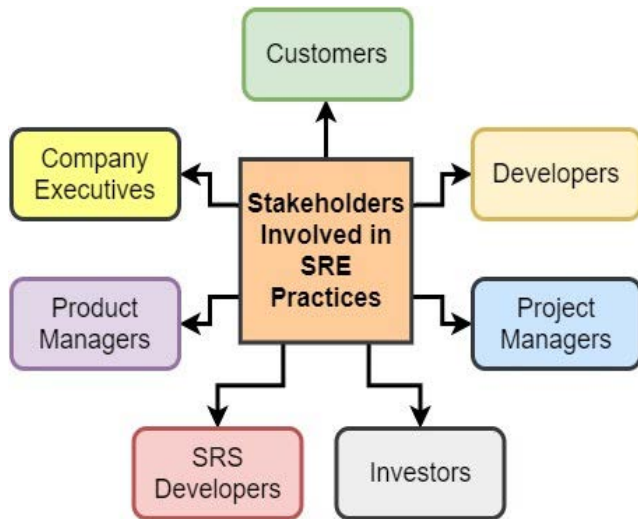 Customers
Company
Executives
Developers
Stakeholders
Involved in
SRE
Practices
Product
Managers
Project
Managers
SRS
Developers
Investors